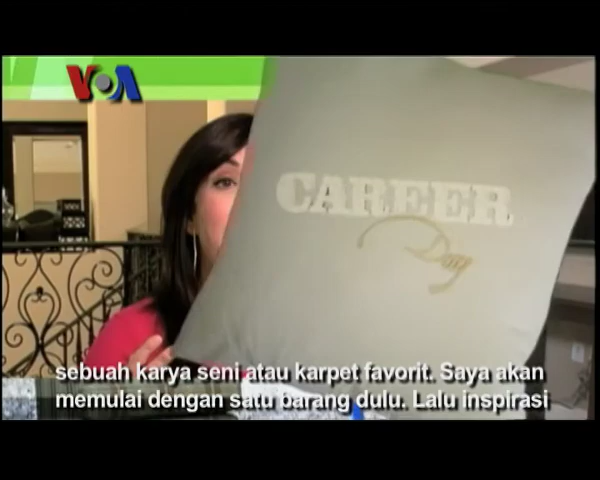 VOA
CAREER
Day
sebuah karya seni atau karpet favorit. Saya akan
memulai dengan satu barang dulu. Lalu inspirasi